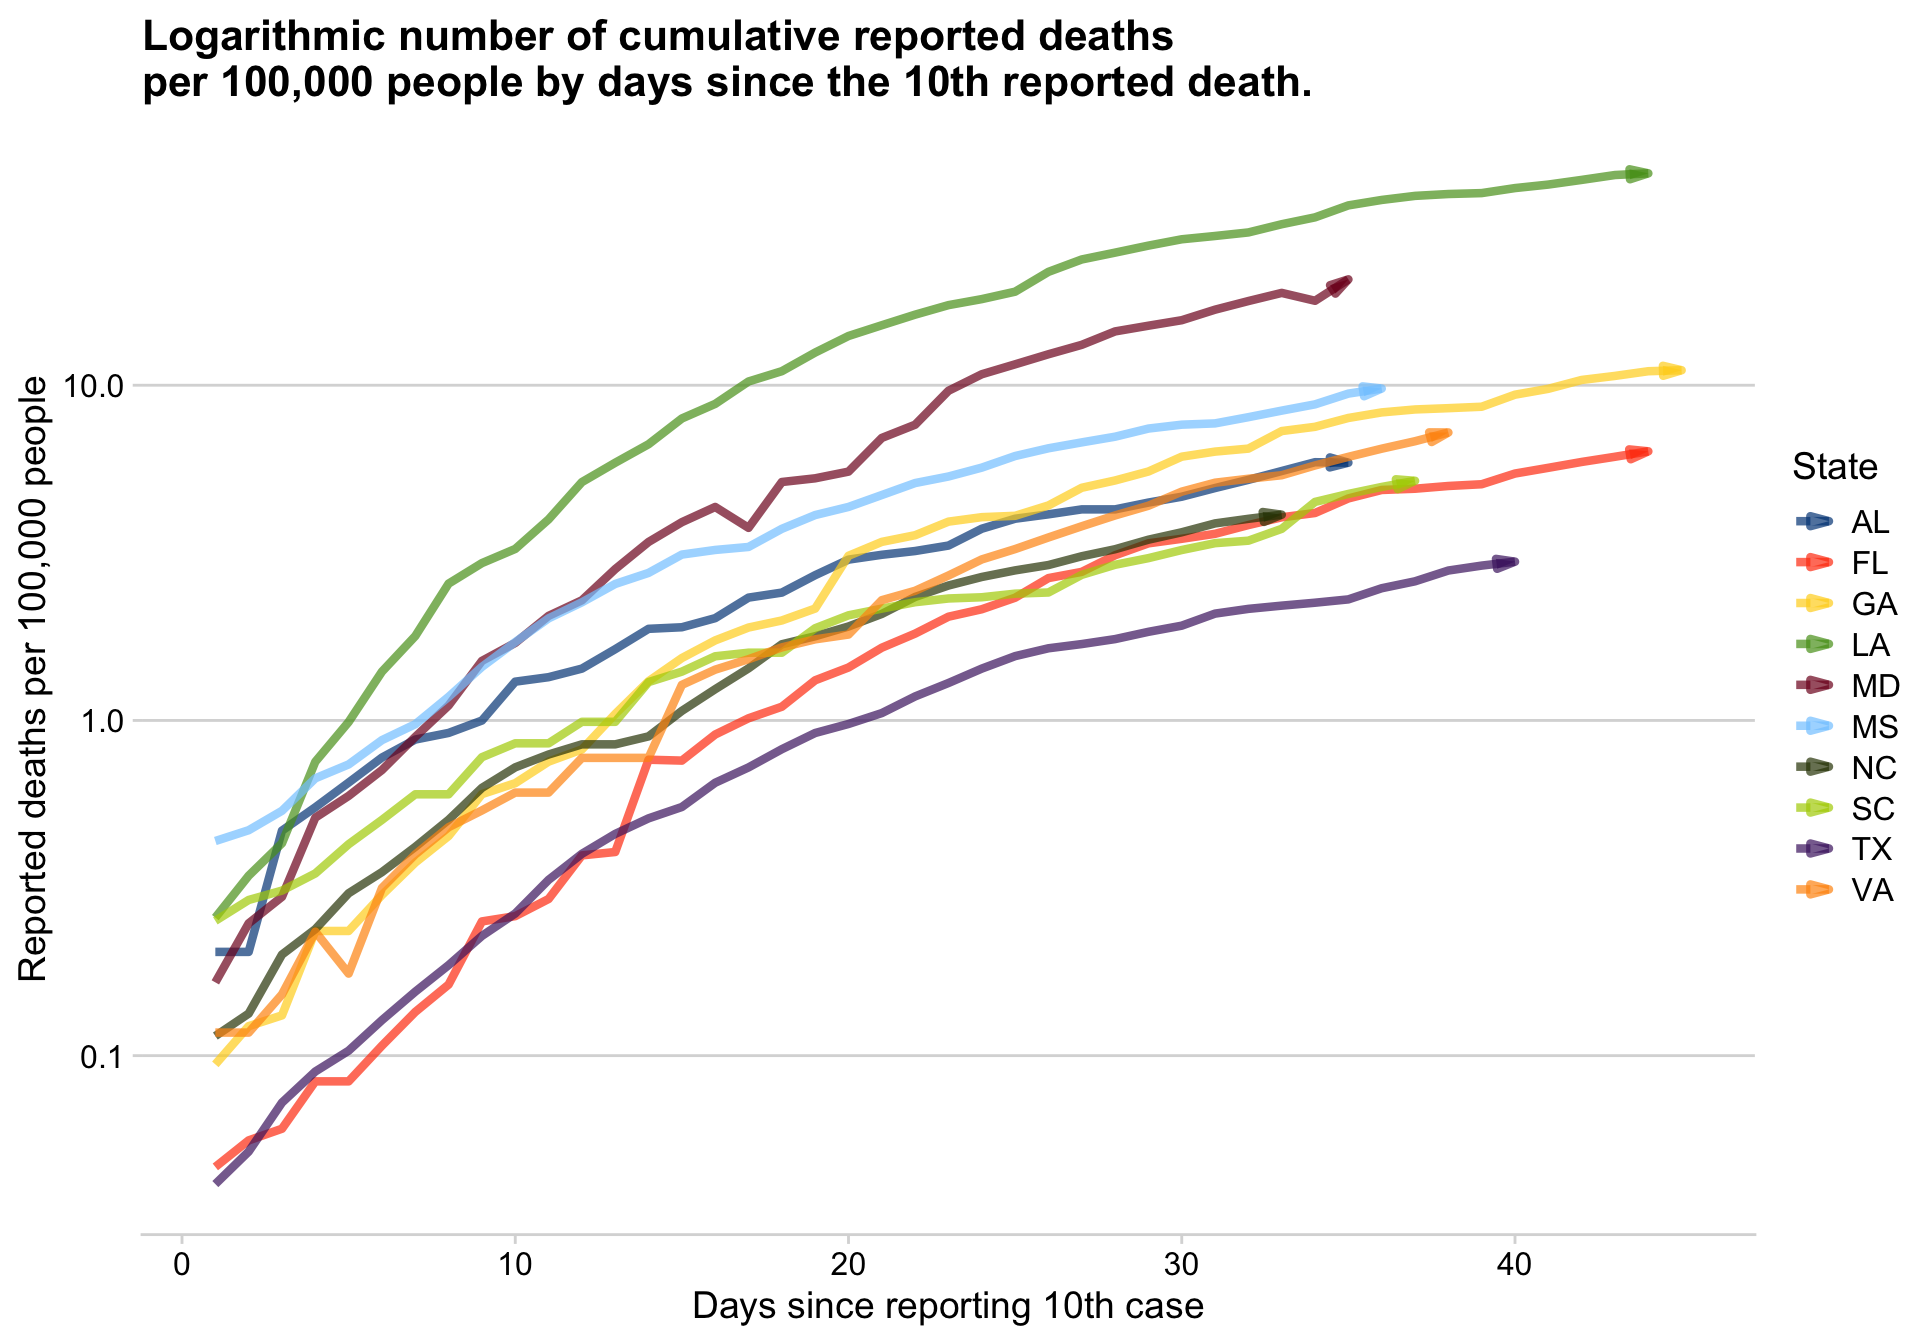 Logarithmic number of cumulative reported deaths
per 100,000 people by days since the 10th reported death.
Reported deaths per 100,000 people
10.0
1.0
0.1
0 10 20 30 40
Days since reporting 10th case
State
AL
FL
GA
LA
MD
MS
NC
SC
TX
VA